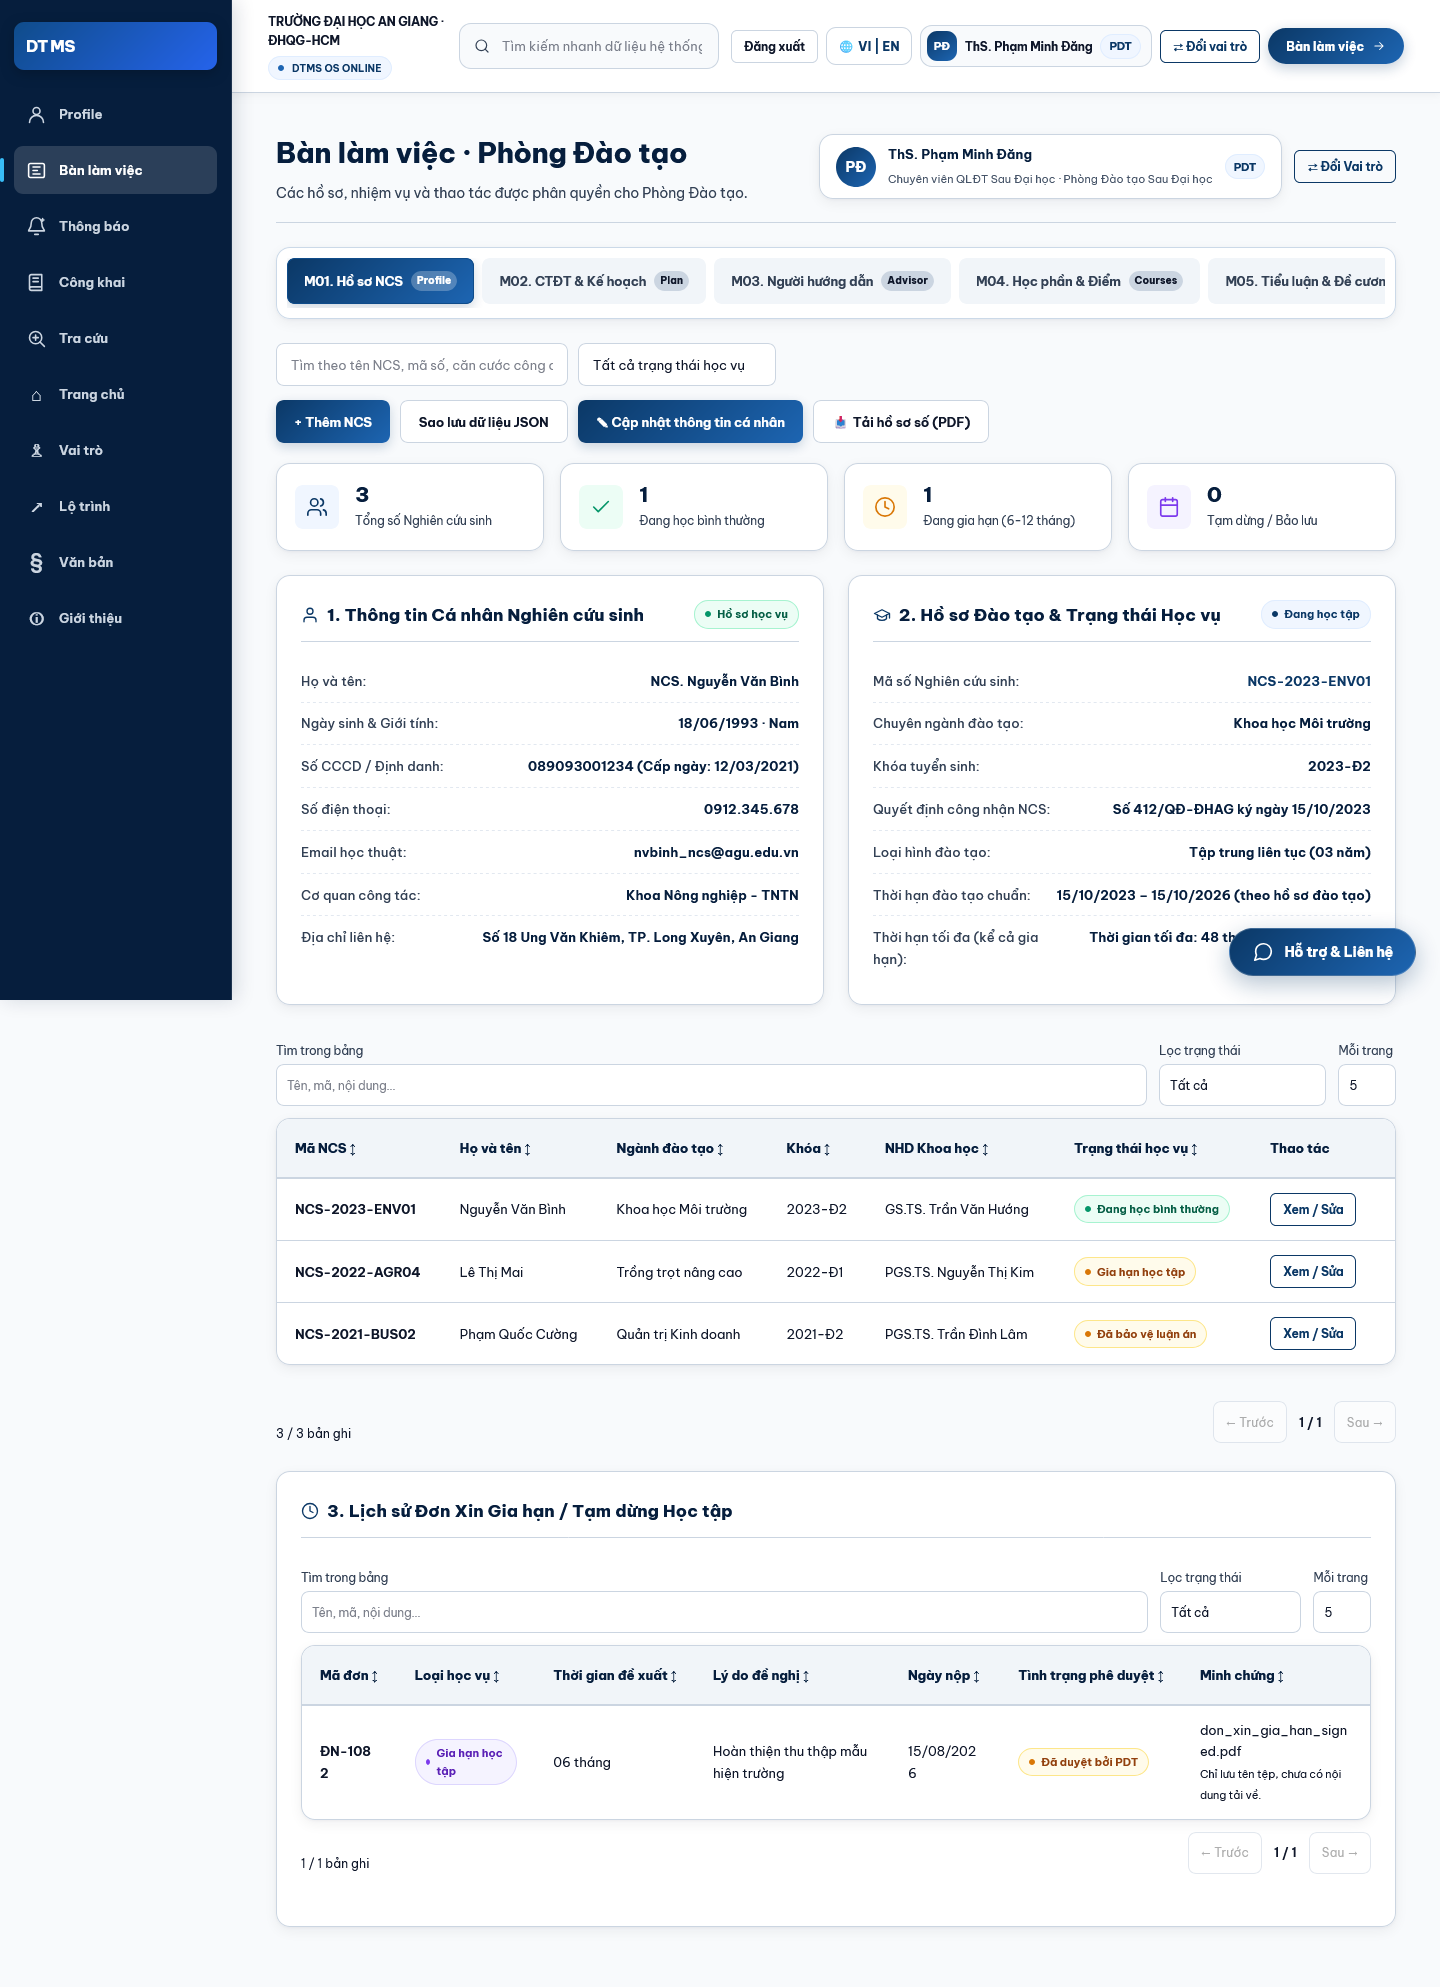 DTMS
Profile
Bàn làm việc
Thông báo
Công khai
Tra cứu
Trang chủ
Vai trò
Lộ trình
Văn bản
Giới thiệu
TRƯỜNG ĐẠI HỌC AN GIANG ·
ĐHQG-HCM
DTMS OS ONLINE
Tìm kiếm nhanh dữ liệu hệ thống
Đăng xuất
VI | EN
PĐ ThS. Phạm Minh Đăng PDT
⇄ Đổi vai trò
Bàn làm việc →
Bàn làm việc · Phòng Đào tạo
Các hồ sơ, nhiệm vụ và thao tác được phân quyền cho Phòng Đào tạo.
PĐ
ThS. Phạm Minh Đăng
Chuyên viên QLĐT Sau Đại học · Phòng Đào tạo Sau Đại học
PDT
⇄ Đổi Vai trò
M01. Hồ sơ NCS Profile
M02. CTĐT & Kế hoạch Plan
M03. Người hướng dẫn Advisor
M04. Học phần & Điểm Courses
M05. Tiểu luận & Đề cươn
Tìm theo tên NCS, mã số, căn cước công
Tất cả trạng thái học vụ
+ Thêm NCS
Sao lưu dữ liệu JSON
Cập nhật thông tin cá nhân
Tải hồ sơ số (PDF)
3
Tổng số Nghiên cứu sinh
1
Đang học bình thường
1
Đang gia hạn (6-12 tháng)
0
Tạm dừng / Bảo lưu
1. Thông tin Cá nhân Nghiên cứu sinh
Hồ sơ học vụ
Họ và tên: NCS. Nguyễn Văn Bình
Ngày sinh & Giới tính: 18/06/1993 · Nam
Số CCCD / Định danh: 089093001234 (Cấp ngày: 12/03/2021)
Số điện thoại: 0912.345.678
Email học thuật: nvbinh_ncs@agu.edu.vn
Cơ quan công tác: Khoa Nông nghiệp - TNTN
Địa chỉ liên hệ: Số 18 Ung Văn Khiêm, TP. Long Xuyên, An Giang
2. Hồ sơ Đào tạo & Trạng thái Học vụ
Đang học tập
Mã số Nghiên cứu sinh: NCS-2023-ENV01
Chuyên ngành đào tạo: Khoa học Môi trường
Khóa tuyển sinh: 2023-Đ2
Quyết định công nhận NCS: Số 412/QĐ-ĐHAG ký ngày 15/10/2023
Loại hình đào tạo: Tập trung liên tục (03 năm)
Thời hạn đào tạo chuẩn: 15/10/2023 – 15/10/2026 (theo hồ sơ đào tạo)
Thời hạn tối đa (kể cả gia Thời gian tối đa: 48 th
hạn):
Hỗ trợ & Liên hệ
Tìm trong bảng Lọc trạng thái Mỗi trang
Tên, mã, nội dung... Tất cả 5
Mã NCS ↕ Họ và tên ↕ Ngành đào tạo ↕ Khóa ↕ NHD Khoa học ↕ Trạng thái học vụ ↕ Thao tác
NCS-2023-ENV01 Nguyễn Văn Bình Khoa học Môi trường 2023-Đ2 GS.TS. Trần Văn Hướng Đang học bình thường Xem / Sửa
NCS-2022-AGR04 Lê Thị Mai Trồng trọt nâng cao 2022-Đ1 PGS.TS. Nguyễn Thị Kim Gia hạn học tập Xem / Sửa
NCS-2021-BUS02 Phạm Quốc Cường Quản trị Kinh doanh 2021-Đ2 PGS.TS. Trần Đình Lâm Đã bảo vệ luận án Xem / Sửa
3 / 3 bản ghi ← Trước 1 / 1 Sau →
3. Lịch sử Đơn Xin Gia hạn / Tạm dừng Học tập
Tìm trong bảng Lọc trạng thái Mỗi trang
Tên, mã, nội dung... Tất cả 5
Mã đơn ↕ Loại học vụ ↕ Thời gian đề xuất ↕ Lý do đề nghị ↕ Ngày nộp ↕ Tình trạng phê duyệt ↕ Minh chứng ↕
ĐN-108
2
Gia hạn học
tập
06 tháng
Hoàn thiện thu thập mẫu
hiện trường
15/08/202
6
Đã duyệt bởi PDT
don_xin_gia_han_sign
ed.pdf
Chỉ lưu tên tệp, chưa có nội
dung tải về.
1 / 1 bản ghi ← Trước 1 / 1 Sau →